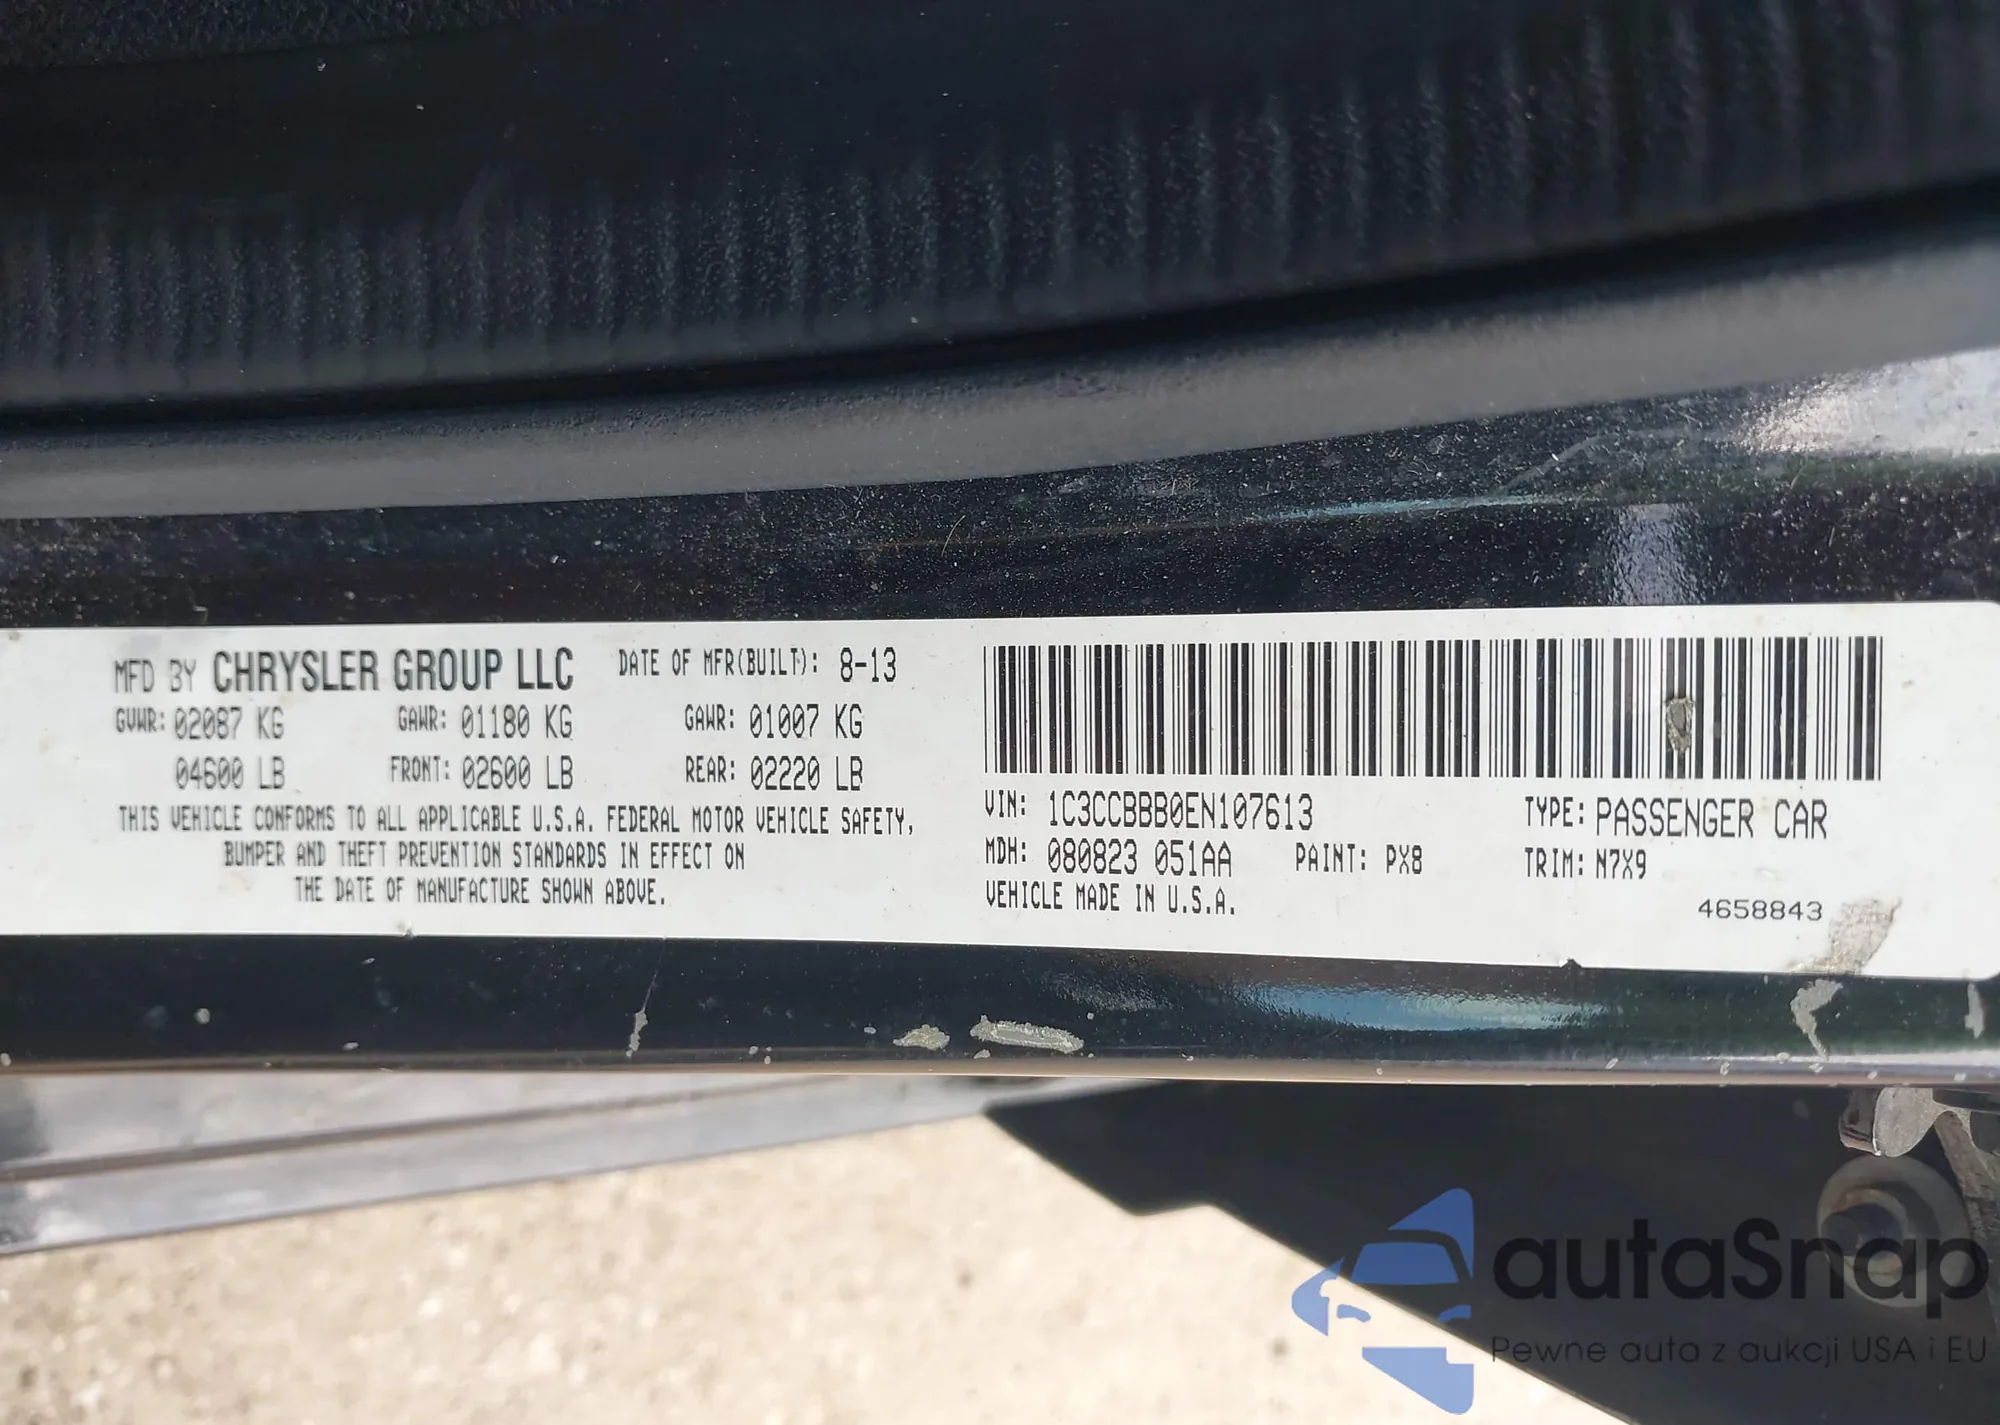 MFD BY CHRYSLER GROUP LLC DATE OF MFR(BUILT): 8-13
GVWR: 02087 KG GAWR: 01180 KG GAWR: 01007 KG
04600 LB FRONT: 02600 LB REAR: 02220 LB
THIS VEHICLE CONFORMS TO ALL APPLICABLE U.S.A. FEDERAL MOTOR VEHICLE SAFETY,
BUMPER AND THEFT PREVENTION STANDARDS IN EFFECT ON
THE DATE OF MANUFACTURE SHOWN ABOVE.
VIN: 1C3CCBBB0EN107613 TYPE: PASSENGER CAR
MDH: 080823 051AA PAINT: PX8 TRIM: N7X9
VEHICLE MADE IN U.S.A.
4658843
autaSnap
Pewne auta z aukcji USA i EU